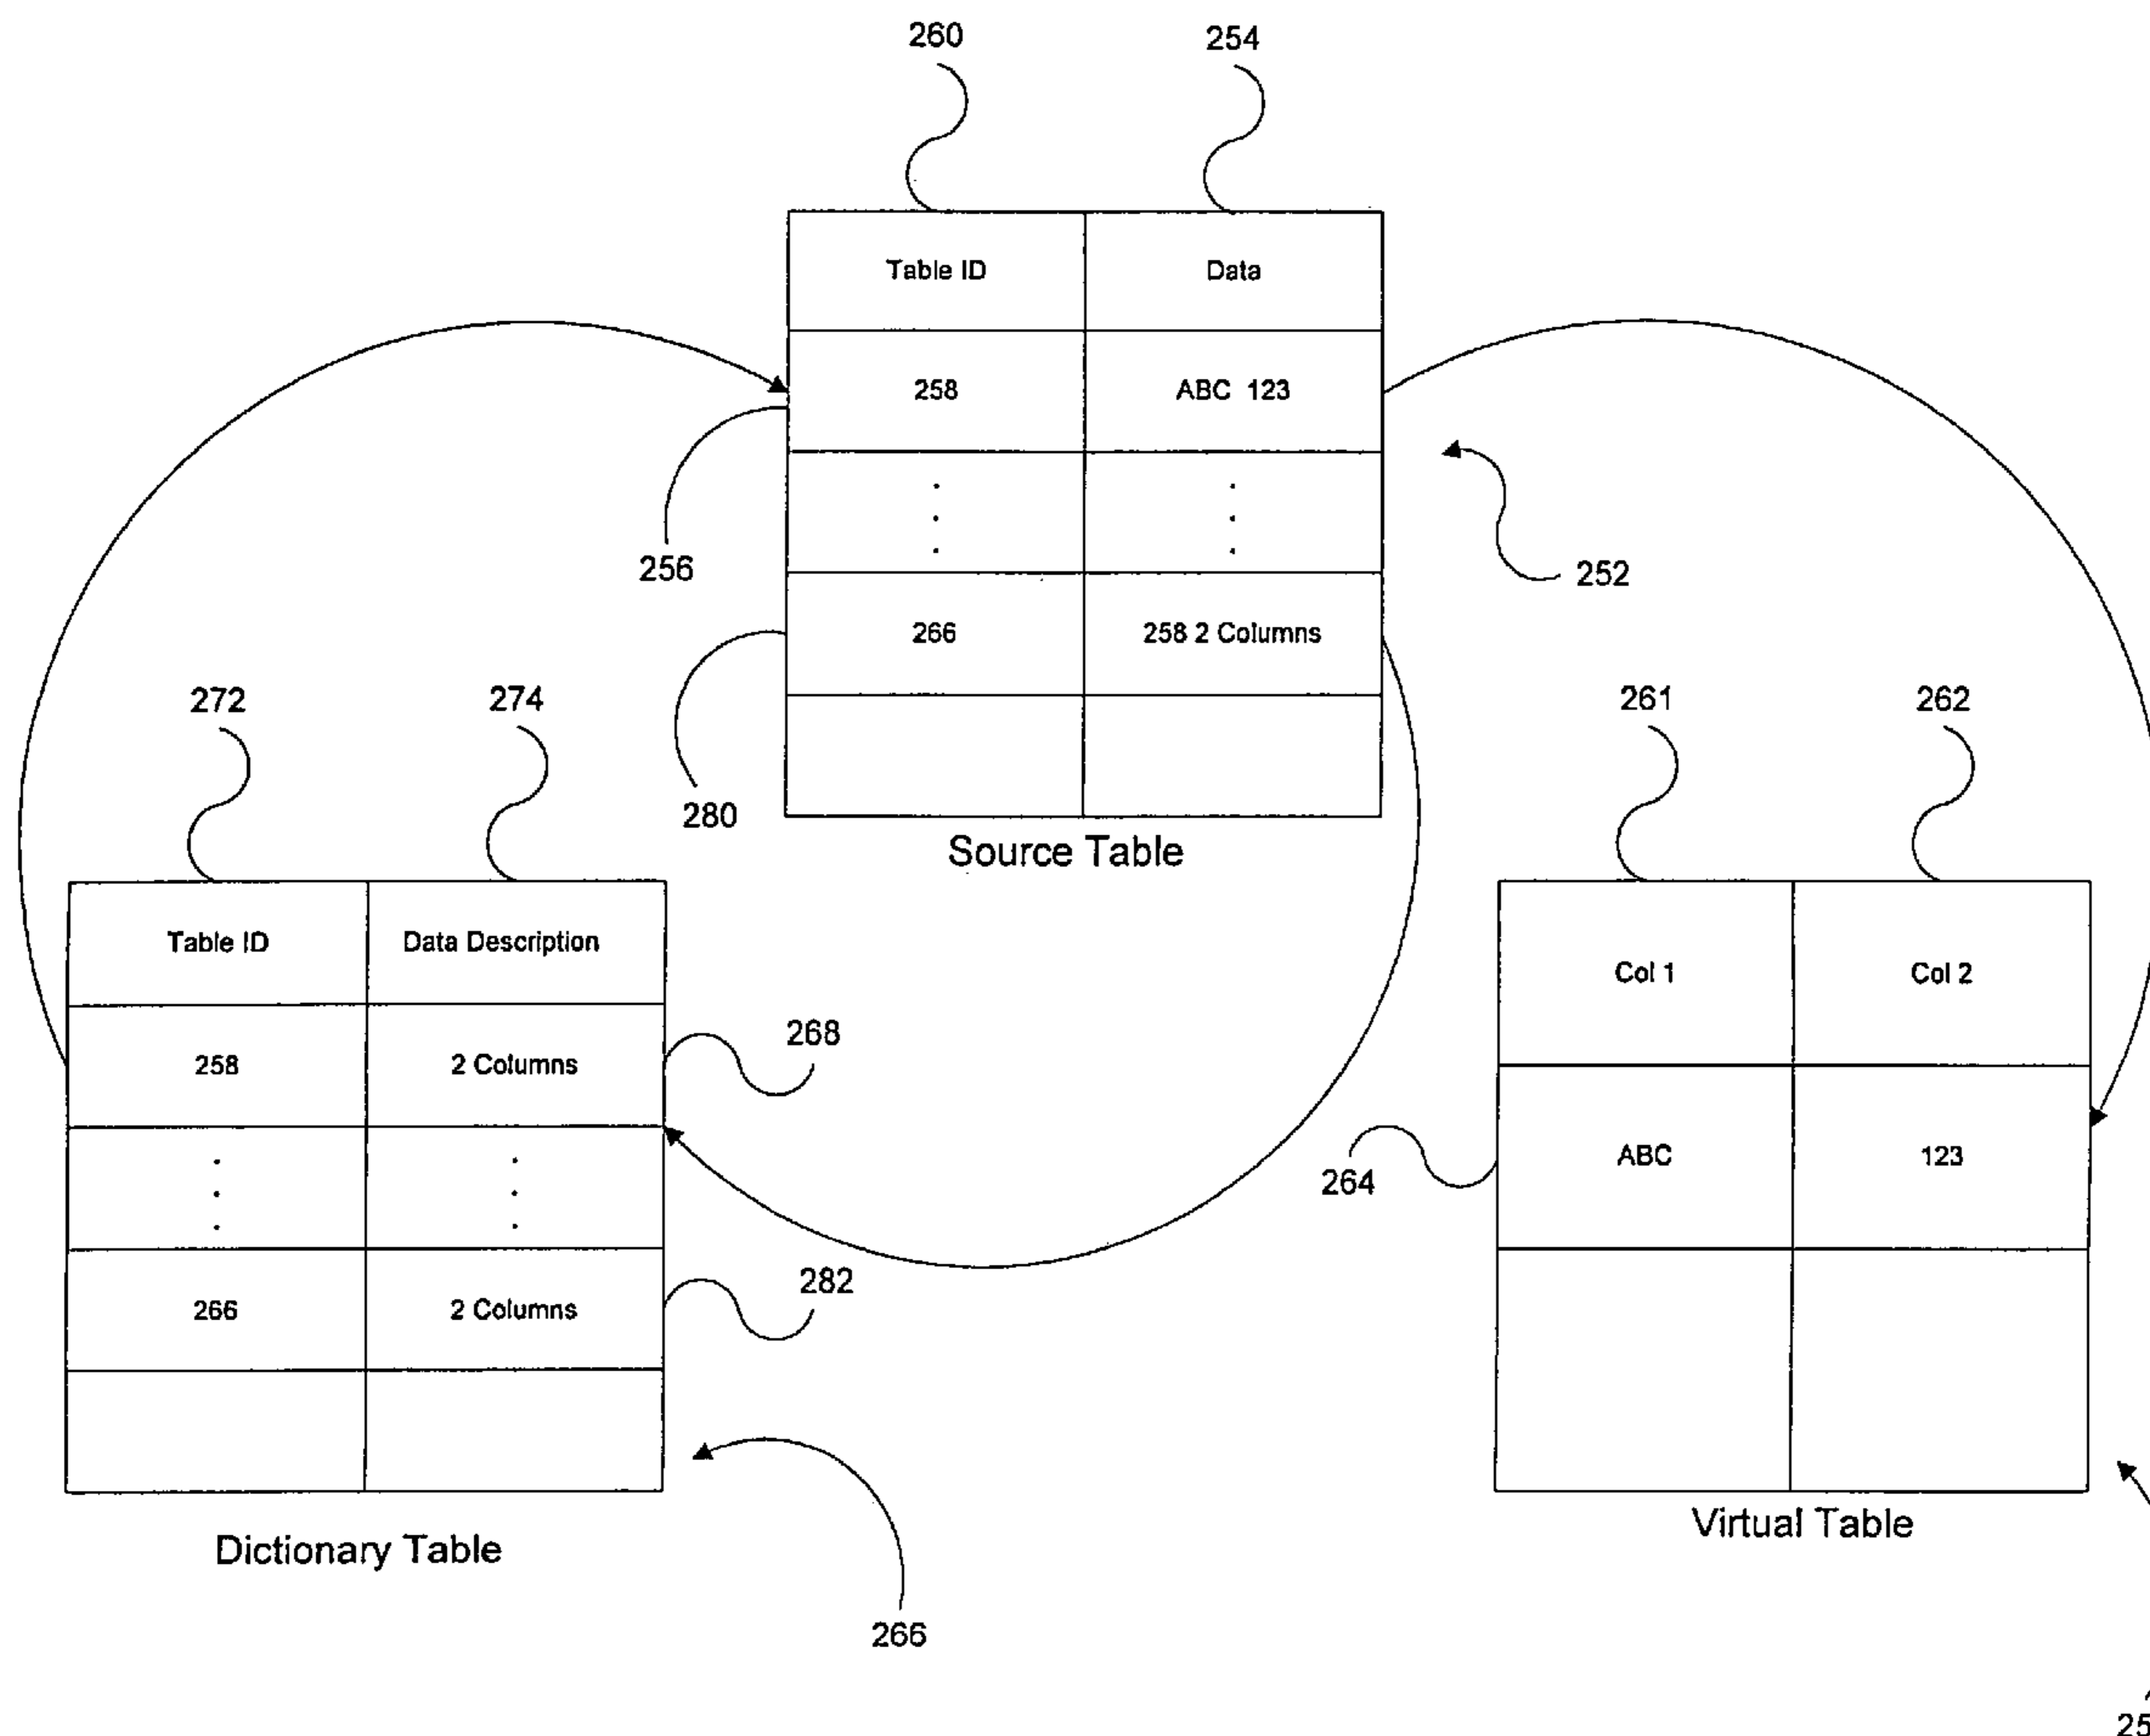 260 254
Table ID Data
258 ABC 123
256
252
266 258 2 Columns
280
Source Table
272 274
261 262
Table ID Data Description
Col 1 Col 2
258 2 Columns
268
ABC 123
264
266 2 Columns
282
Dictionary Table
Virtual Table
266